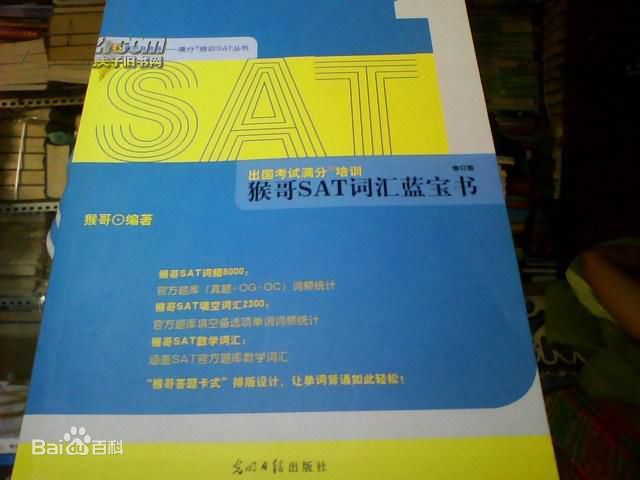 .com
夫子旧书网
满分®培训SAT丛书
1
SAT
出国考试满分®培训
修订版
猴哥SAT词汇蓝宝书
猴哥⊙编著
猴哥SAT词频8000：
官方题库（真题+OG+OC）词频统计
猴哥SAT填空词汇2300：
官方题库填空备选项单词词频统计
猴哥SAT数学词汇：
涵盖SAT官方题库数学词汇
“猴哥答题卡式”排版设计，让单词背诵如此轻松！
光明日报出版社
Bai百科